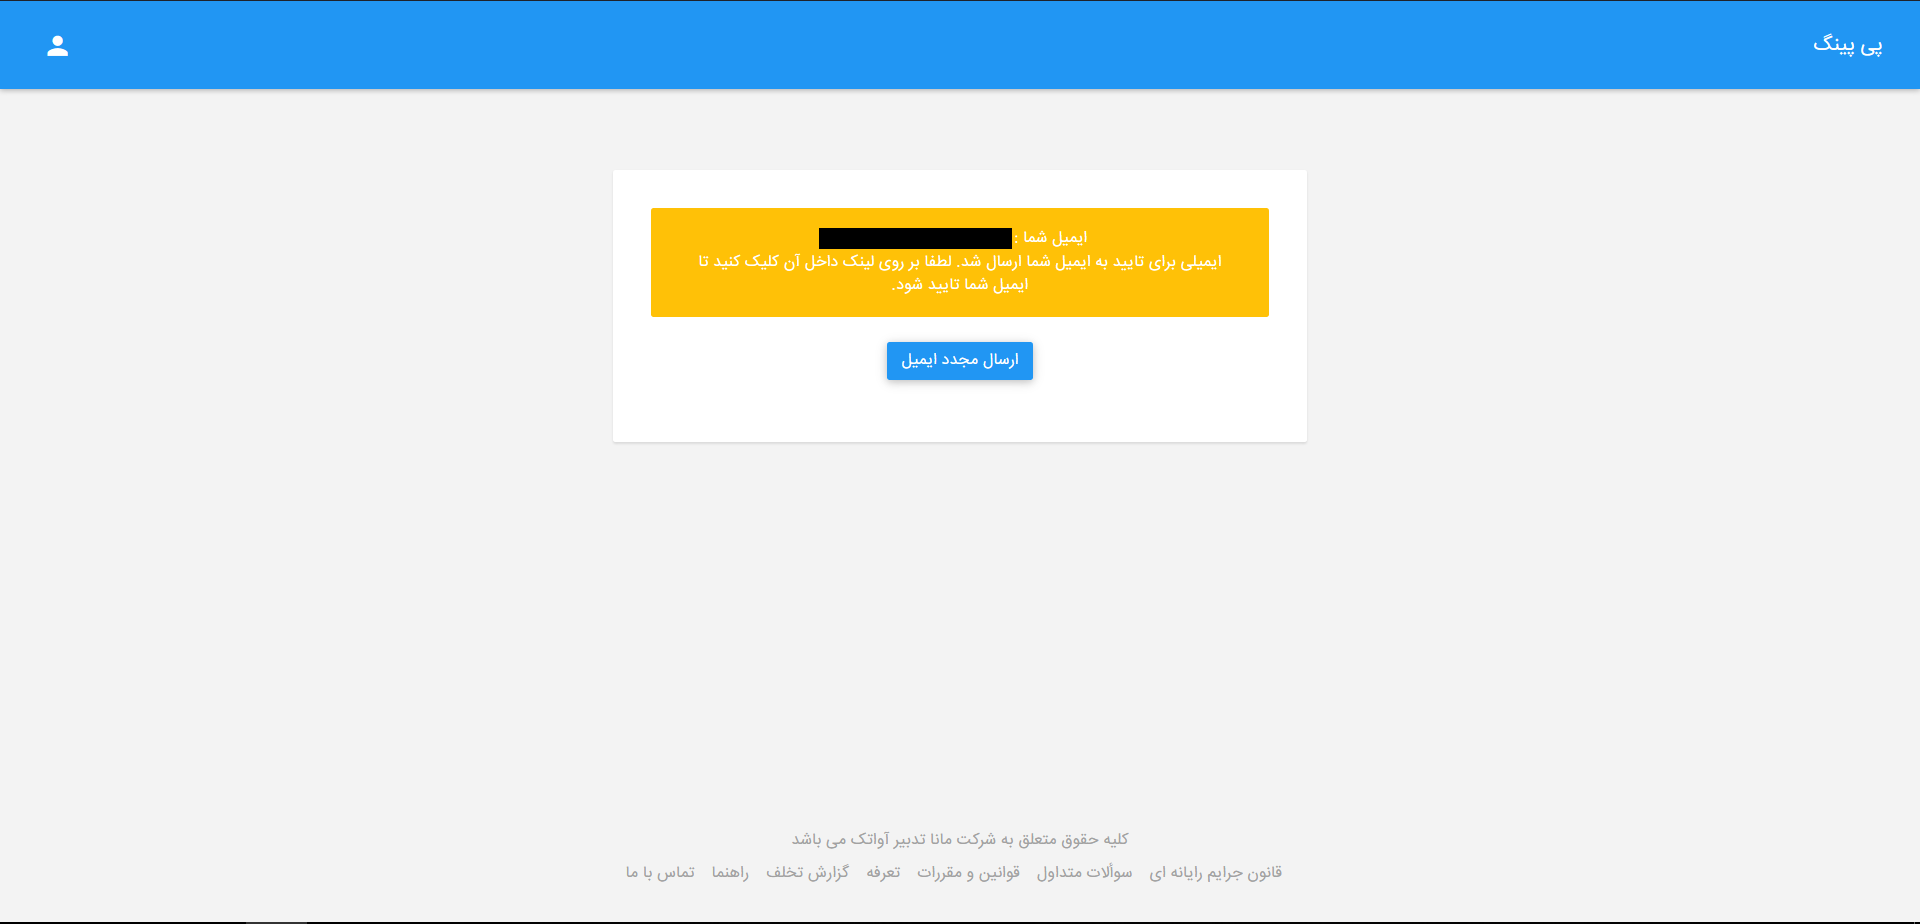 پی پینگ
ایمیل شما :
ایمیلی برای تایید به ایمیل شما ارسال شد. لطفا بر روی لینک داخل آن کلیک کنید تا
ایمیل شما تایید شود.
ارسال مجدد ایمیل
کلیه حقوق متعلق به شرکت مانا تدبیر آواتک می باشد
قانون جرایم رایانه ای سوألات متداول قوانین و مقررات تعرفه گزارش تخلف راهنما تماس با ما